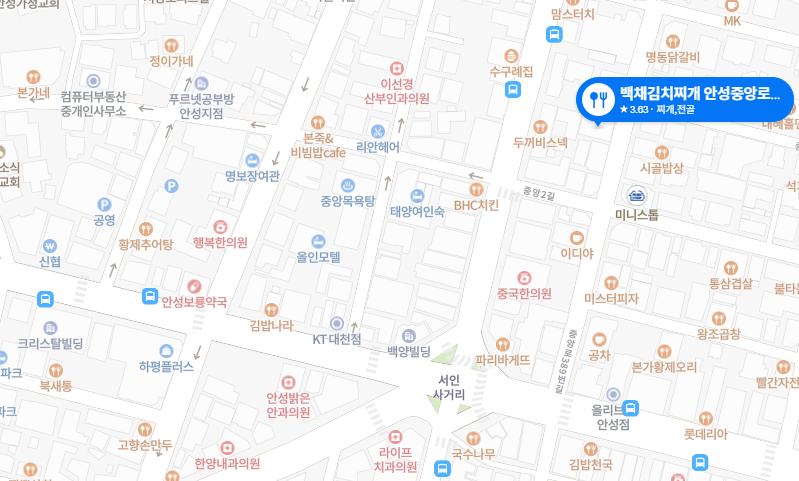 안성가정교회
맘스터치
MK
정이가네
명동닭갈비
수구레집
본가네
컴퓨터부동산
중개인사무소
푸르넷공부방
안성지점
이선경
산부인과의원
백채김치찌개 안성중앙로...
★ 3.63 · 찌개,전골
본죽&
비빔밥cafe
리안헤어
두꺼비스넥
시골밥상
명보장여관
소식
교회
중앙목욕탕
태양여인숙
BHC치킨
중앙2길
미니스톱
공영
황제추어탕
행복한의원
올인모텔
이디야
신협
안성보룡약국
중국한의원
통삼겹살
미스터피자
불타는
김밥나라
KT 대천점
백양빌딩
왕조곱창
크리스탈빌딩
하평플러스
파리바게뜨
공차
본가황제오리
중앙로389번길
파크
북새통
서인
사거리
빨간자전
안성밝은
안과의원
올리브
안성점
파크
롯데리아
고향손만두
한양내과의원
라이프
치과의원
국수나무
김밥천국